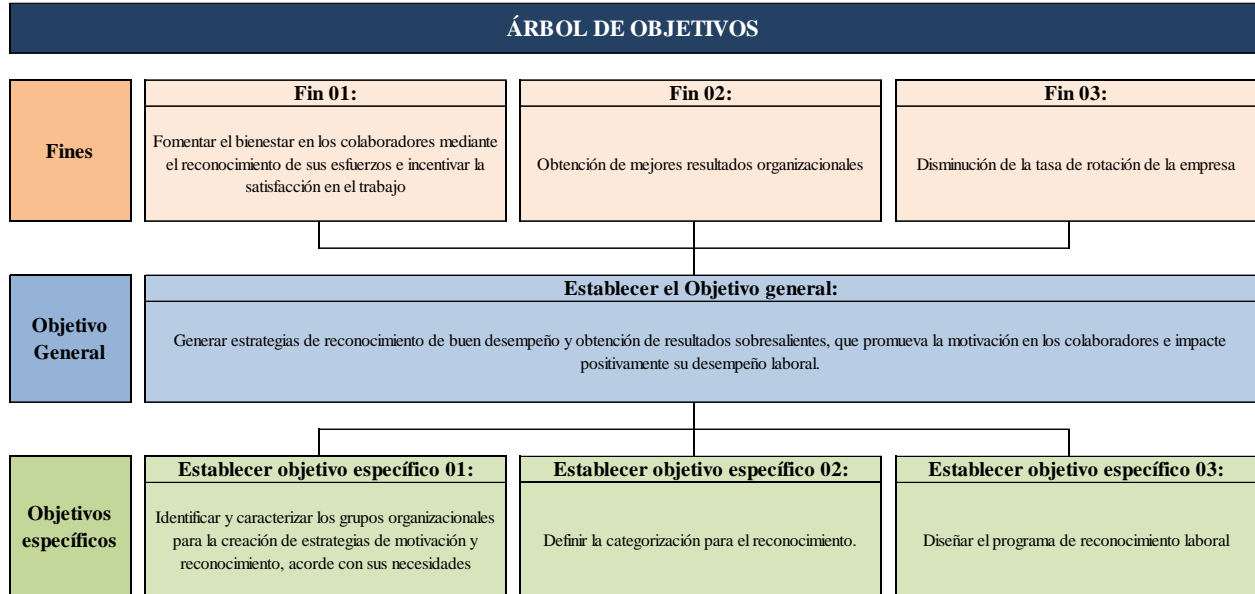 ÁRBOL DE OBJETIVOS
Fines
Fin 01:
Fomentar el bienestar en los colaboradores mediante
el reconocimiento de sus esfuerzos e incentivar la
satisfacción en el trabajo
Fin 02:
Obtención de mejores resultados organizacionales
Fin 03:
Disminución de la tasa de rotación de la empresa
Objetivo
General
Establecer el Objetivo general:
Generar estrategias de reconocimiento de buen desempeño y obtención de resultados sobresalientes, que promueva la motivación en los colaboradores e impacte
positivamente su desempeño laboral.
Objetivos
específicos
Establecer objetivo específico 01:
Identificar y caracterizar los grupos organizacionales
para la creación de estrategias de motivación y
reconocimiento, acorde con sus necesidades
Establecer objetivo específico 02:
Definir la categorización para el reconocimiento.
Establecer objetivo específico 03:
Diseñar el programa de reconocimiento laboral